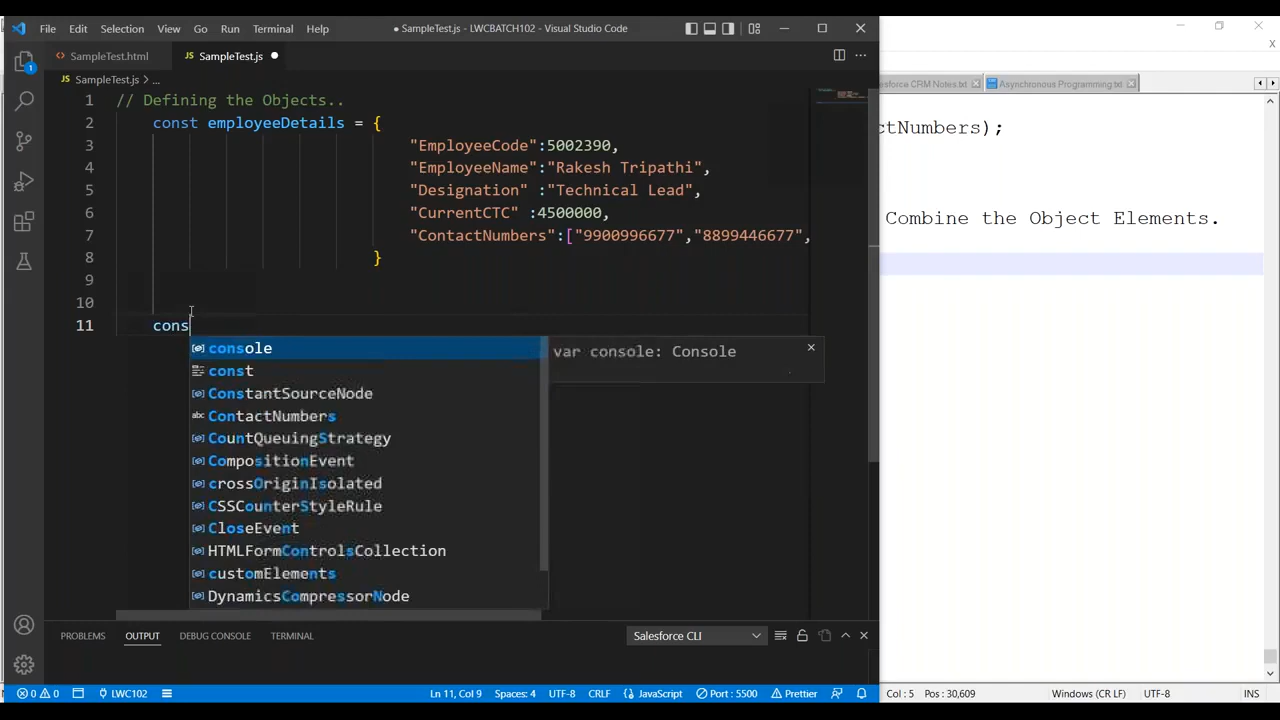 File Edit Selection View Go Run Terminal Help ● SampleTest.js - LWCBATCH102 - Visual Studio Code
SampleTest.html JS SampleTest.js
X
JS SampleTest.js > ...
sforce CRM Notes.txt Asynchronous Programming.txt
1 // Defining the Objects..
2 const employeeDetails = {
ctNumbers);
3 "EmployeeCode":5002390,
4 "EmployeeName":"Rakesh Tripathi",
5 "Designation" :"Technical Lead",
6 "CurrentCTC" :4500000,
Combine the Object Elements.
7 "ContactNumbers":["9900996677","8899446677",
8 }
9
10
11 cons
console
var console: Console
const
ConstantSourceNode
abc ContactNumbers
CountQueuingStrategy
CompositionEvent
crossOriginIsolated
CSSCounterStyleRule
CloseEvent
HTMLFormControlsCollection
customElements
DynamicsCompressorNode
PROBLEMS OUTPUT DEBUG CONSOLE TERMINAL Salesforce CLI
0 0 LWC102 Ln 11, Col 9 Spaces: 4 UTF-8 CRLF {} JavaScript Port : 5500 Prettier
Col : 5 Pos : 30,609 Windows (CR LF) UTF-8 INS